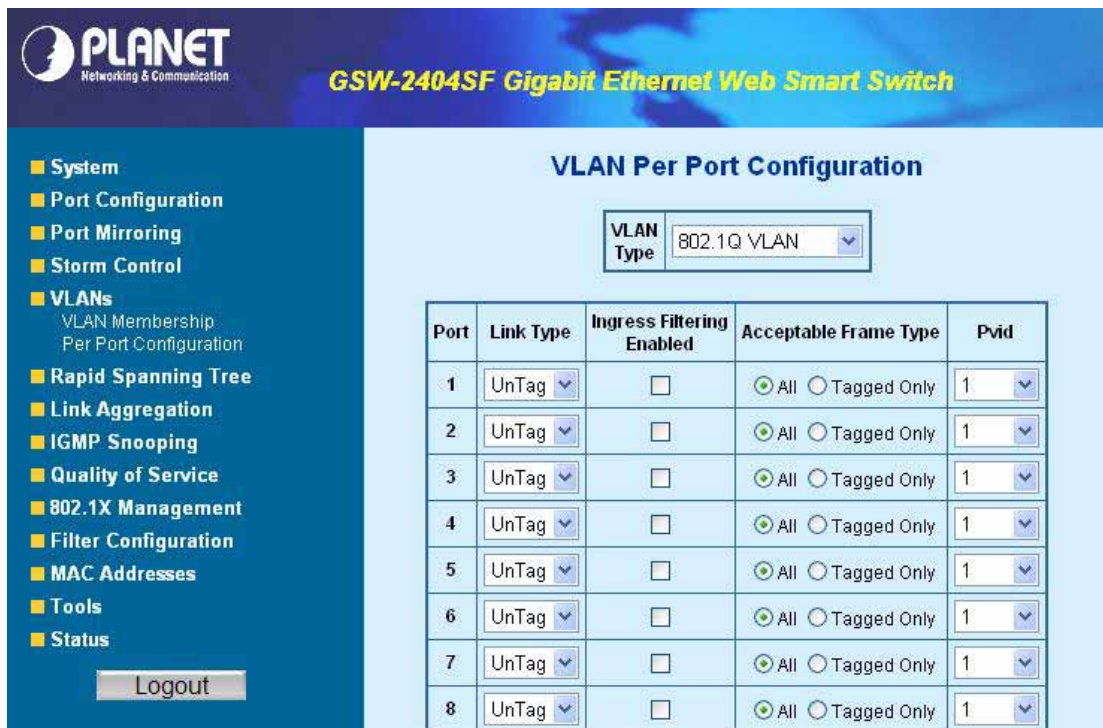 PLANET
Networking & Communication
GSW-2404SF Gigabit Ethernet Web Smart Switch
System
Port Configuration
Port Mirroring
Storm Control
VLANs
VLAN Membership
Per Port Configuration
Rapid Spanning Tree
Link Aggregation
IGMP Snooping
Quality of Service
802.1X Management
Filter Configuration
MAC Addresses
Tools
Status
Logout
VLAN Per Port Configuration
VLAN Type 802.1Q VLAN
Port Link Type Ingress Filtering Enabled Acceptable Frame Type Pvid
1 UnTag All Tagged Only 1
2 UnTag All Tagged Only 1
3 UnTag All Tagged Only 1
4 UnTag All Tagged Only 1
5 UnTag All Tagged Only 1
6 UnTag All Tagged Only 1
7 UnTag All Tagged Only 1
8 UnTag All Tagged Only 1